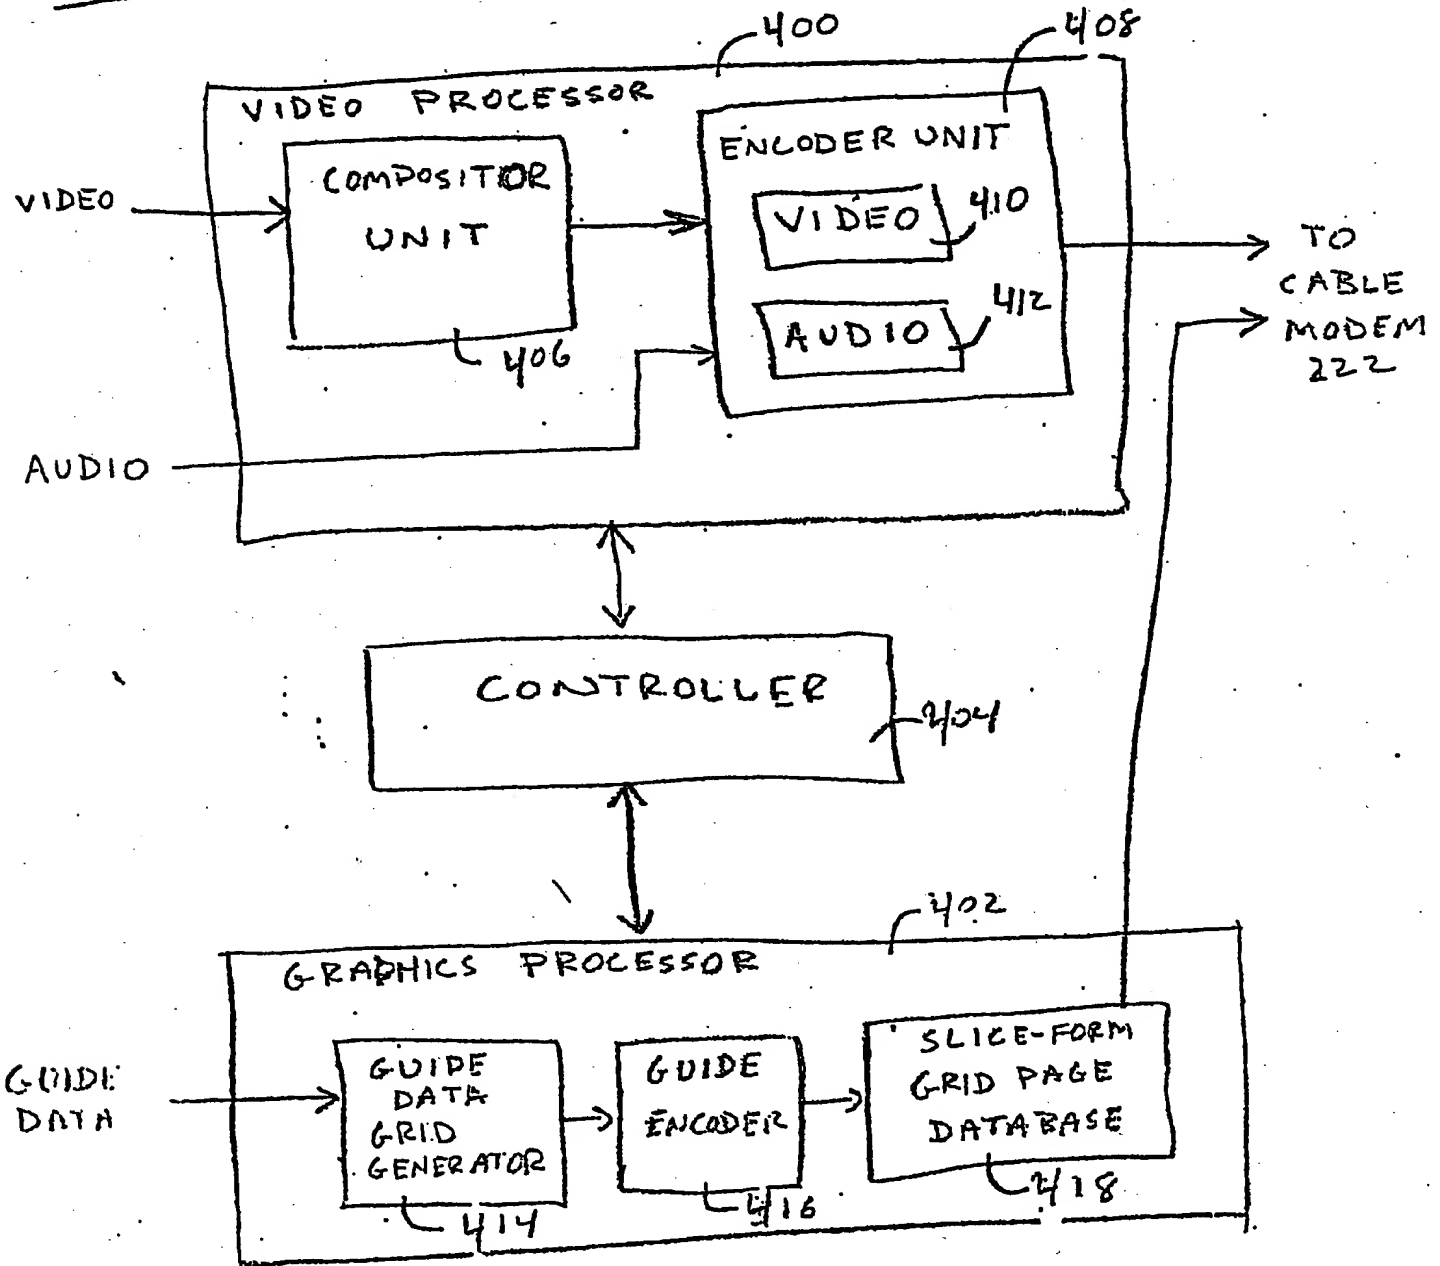 400
408
VIDEO PROCESSOR
ENCODER UNIT
COMPOSITOR
UNIT
VIDEO
VIDEO
410
TO
CABLE
MODEM
222
AUDIO
412
406
AUDIO
CONTROLLER
404
402
GRAPHICS PROCESSOR
GUIDE
DATA
GUIDE
DATA
GRID
GENERATOR
414
GUIDE
ENCODER
416
SLICE-FORM
GRID PAGE
DATABASE
418